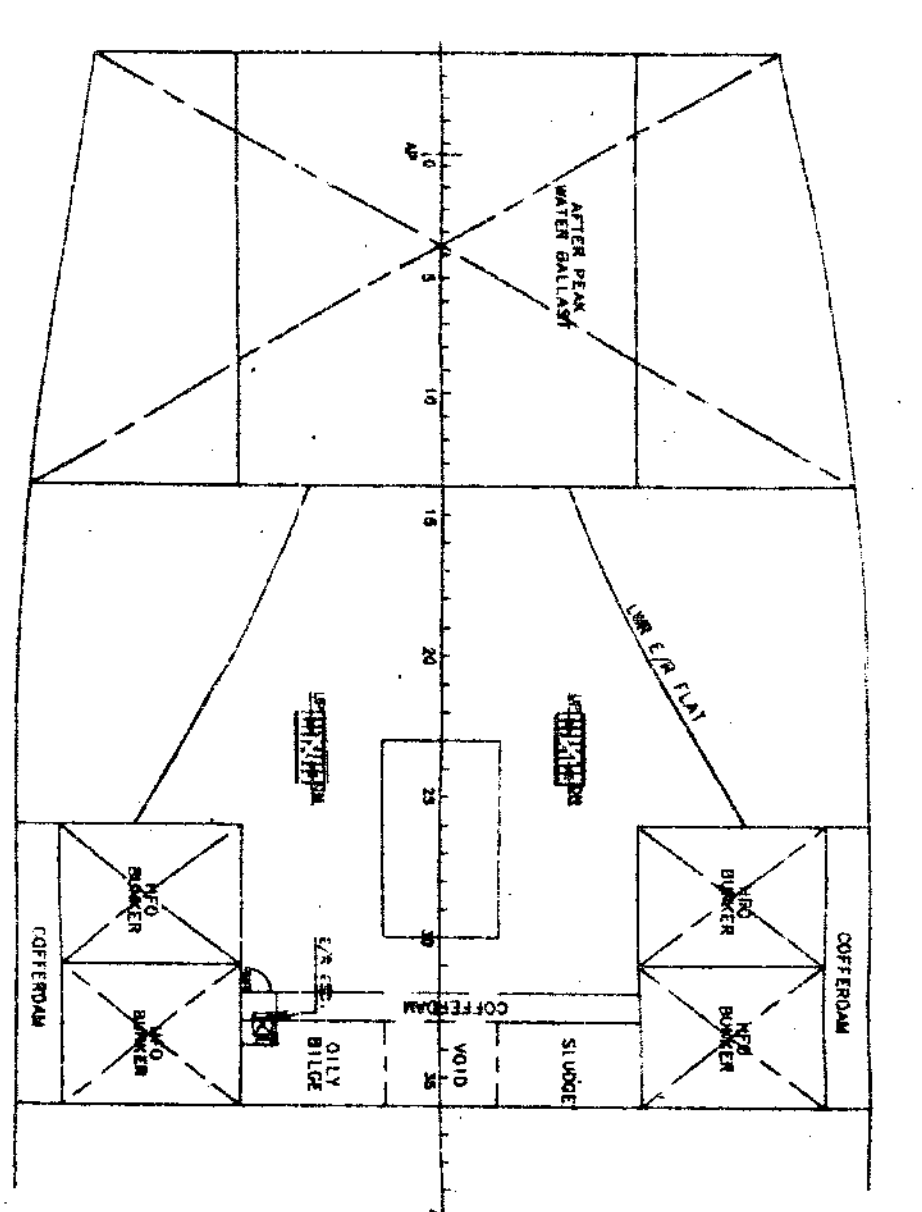 AP
0
5
AFTER PEAK
WATER BALLAST
10
15
LWR E/R FLAT
20
25
30
HFO
BUNKER
HFO
BUNKER
HFO
BUNKER
HFO
BUNKER
COFFERDAM
COFFERDAM
COFFERDAM
OILY
BILGE
VOID
SLUDGE
35